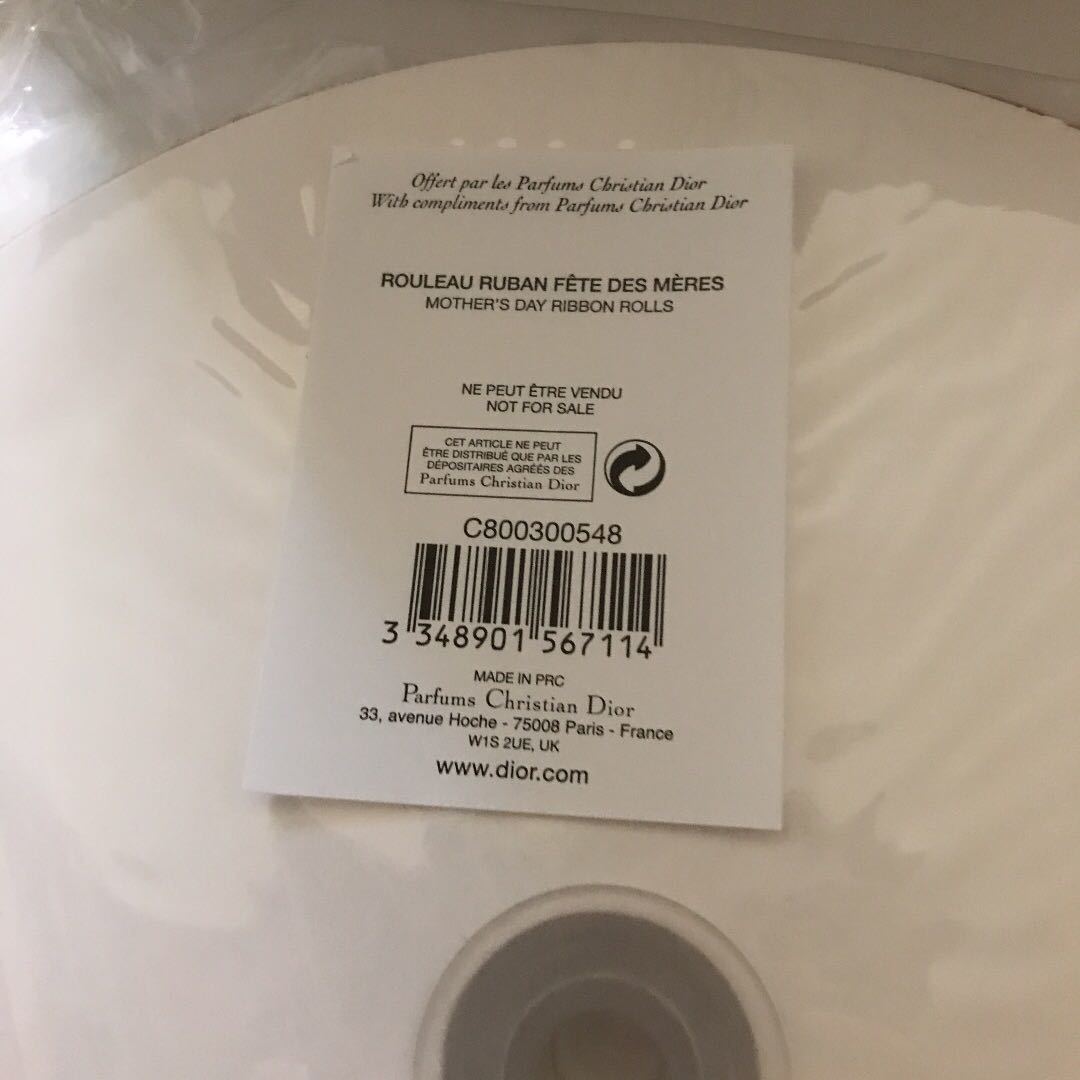 Offert par les Parfums Christian Dior
With compliments from Parfums Christian Dior
ROULEAU RUBAN FÊTE DES MÈRES
MOTHER'S DAY RIBBON ROLLS
NE PEUT ÊTRE VENDU
NOT FOR SALE
CET ARTICLE NE PEUT
ÊTRE DISTRIBUÉ QUE PAR LES
DÉPOSITAIRES AGRÉÉS DES
Parfums Christian Dior
C800300548
3 348901 567114
MADE IN PRC
Parfums Christian Dior
33, avenue Hoche - 75008 Paris - France
W1S 2UE, UK
www.dior.com